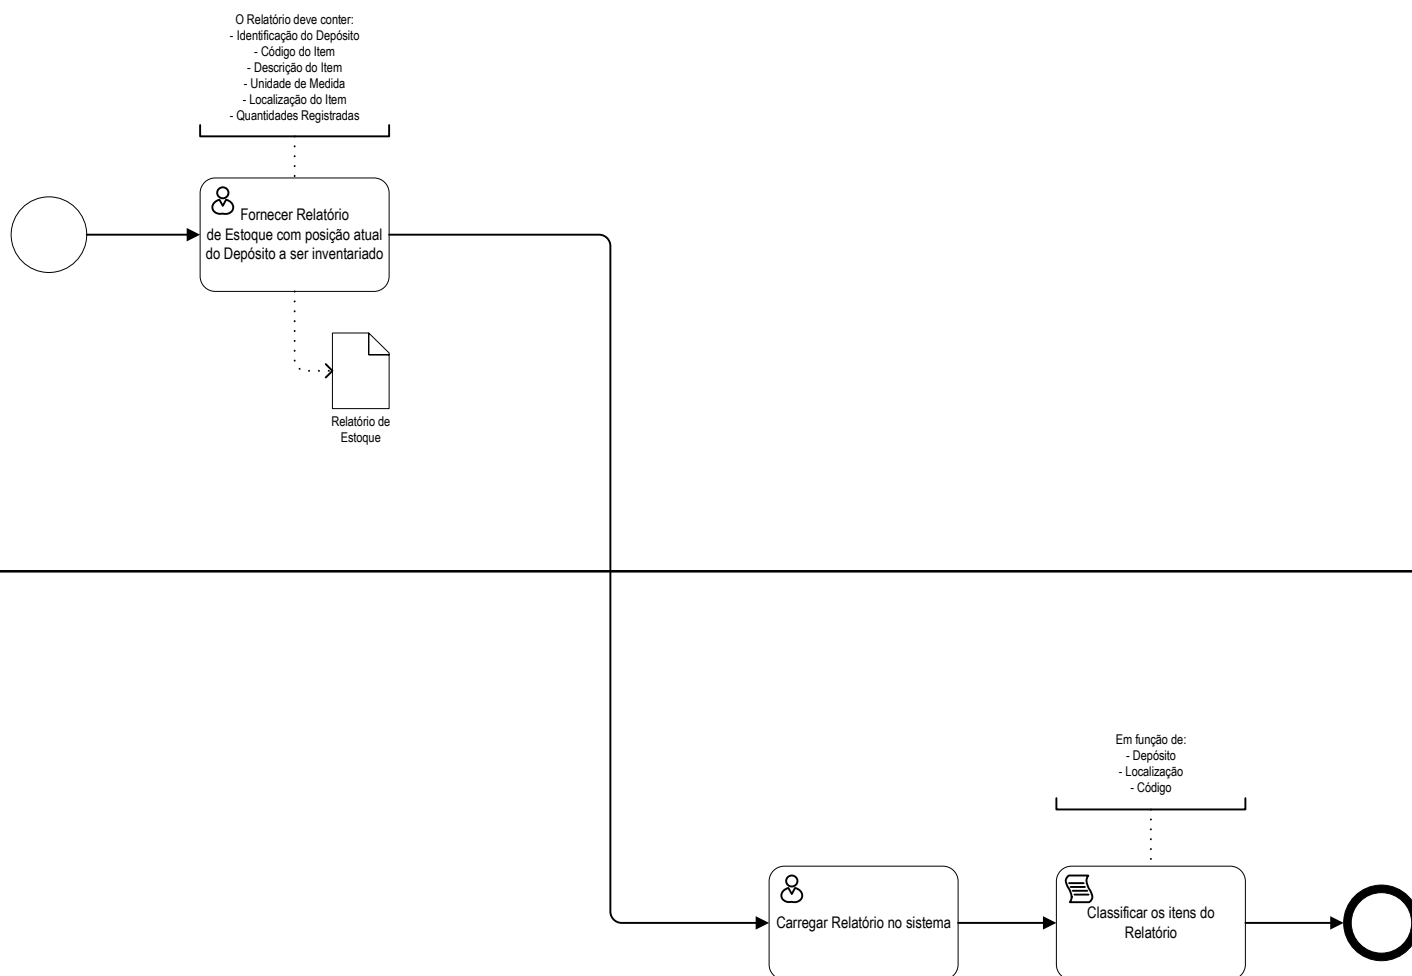 O Relatório deve conter:
- Identificação do Depósito
- Código do Item
- Descrição do Item
- Unidade de Medida
- Localização do Item
- Quantidades Registradas
Fornecer Relatório
de Estoque com posição atual
do Depósito a ser inventariado
Relatório de
Estoque
Em função de:
- Depósito
- Localização
- Código
Carregar Relatório no sistema
Classificar os itens do
Relatório